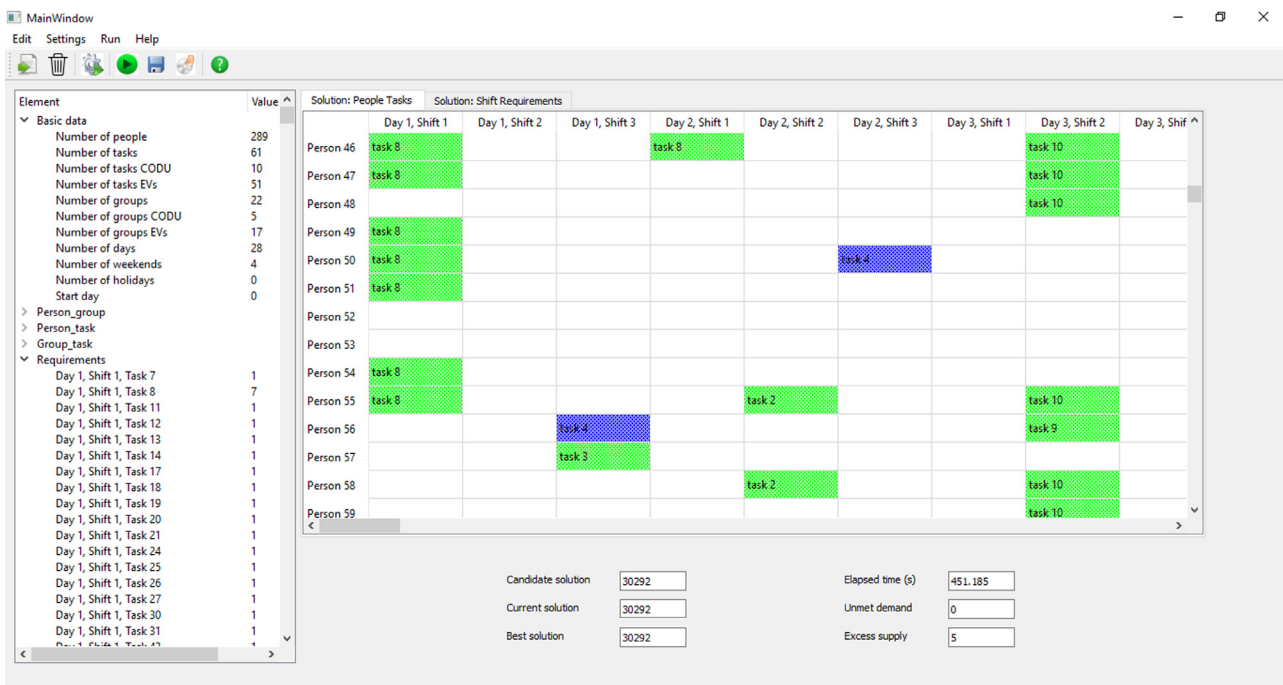 MainWindow
Edit Settings Run Help
Element Value
Basic data
Number of people 289
Number of tasks 61
Number of tasks CODU 10
Number of tasks EVs 51
Number of groups 22
Number of groups CODU 5
Number of groups EVs 17
Number of days 28
Number of weekends 4
Number of holidays 0
Start day 0
Person_group
Person_task
Group_task
Requirements
Day 1, Shift 1, Task 7 1
Day 1, Shift 1, Task 8 7
Day 1, Shift 1, Task 11 1
Day 1, Shift 1, Task 12 1
Day 1, Shift 1, Task 13 1
Day 1, Shift 1, Task 14 1
Day 1, Shift 1, Task 17 1
Day 1, Shift 1, Task 18 1
Day 1, Shift 1, Task 19 1
Day 1, Shift 1, Task 20 1
Day 1, Shift 1, Task 21 1
Day 1, Shift 1, Task 24 1
Day 1, Shift 1, Task 25 1
Day 1, Shift 1, Task 26 1
Day 1, Shift 1, Task 27 1
Day 1, Shift 1, Task 30 1
Day 1, Shift 1, Task 31 1
Solution: People Tasks Solution: Shift Requirements
Day 1, Shift 1 Day 1, Shift 2 Day 1, Shift 3 Day 2, Shift 1 Day 2, Shift 2 Day 2, Shift 3 Day 3, Shift 1 Day 3, Shift 2 Day 3, Shif
Person 46 task 8 task 8 task 10
Person 47 task 8 task 10
Person 48 task 10
Person 49 task 8
Person 50 task 8 task 4
Person 51 task 8
Person 52
Person 53
Person 54 task 8
Person 55 task 8 task 2 task 10
Person 56 task 4 task 9
Person 57 task 3
Person 58 task 2 task 10
Person 59 task 10
Candidate solution 30292 Elapsed time (s) 451.185
Current solution 30292 Unmet demand 0
Best solution 30292 Excess supply 5